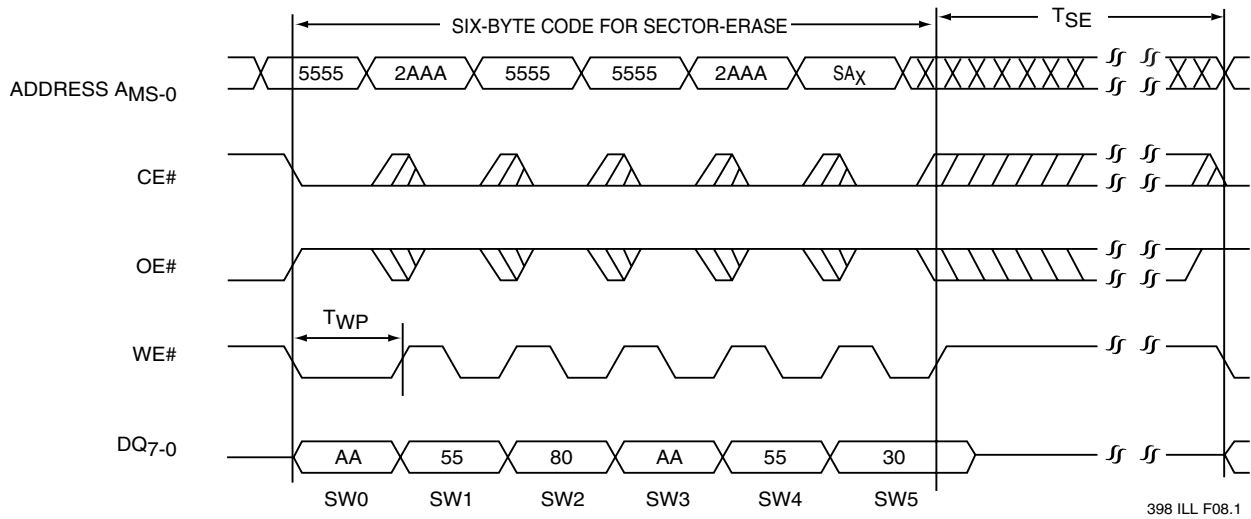 SIX-BYTE CODE FOR SECTOR-ERASE TSE
ADDRESS AMS-0 5555 2AAA 5555 5555 2AAA SAX
CE#
OE#
TWP
WE#
DQ7-0 AA 55 80 AA 55 30
SW0 SW1 SW2 SW3 SW4 SW5
398 ILL F08.1